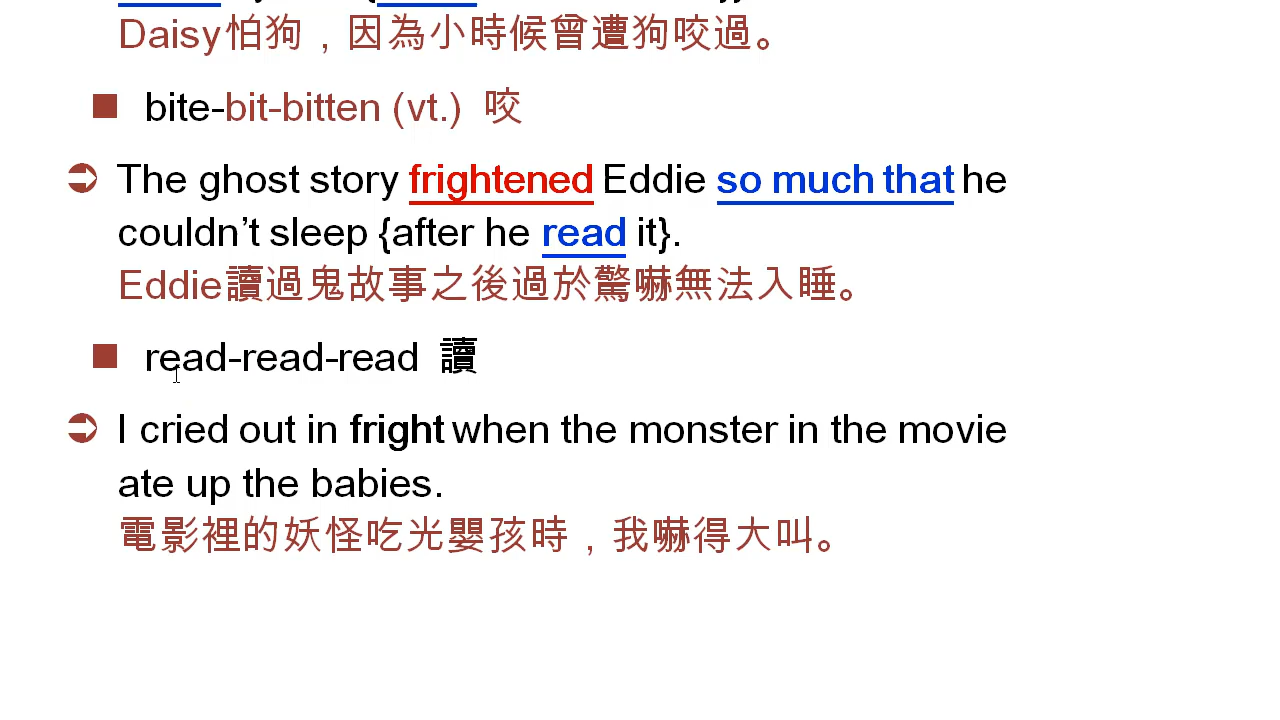 Daisy怕狗，因為小時候曾遭狗咬過。
bite-bit-bitten (vt.) 咬
The ghost story frightened Eddie so much that he
couldn’t sleep {after he read it}.
Eddie讀過鬼故事之後過於驚嚇無法入睡。
read-read-read 讀
I cried out in fright when the monster in the movie
ate up the babies.
電影裡的妖怪吃光嬰孩時，我嚇得大叫。